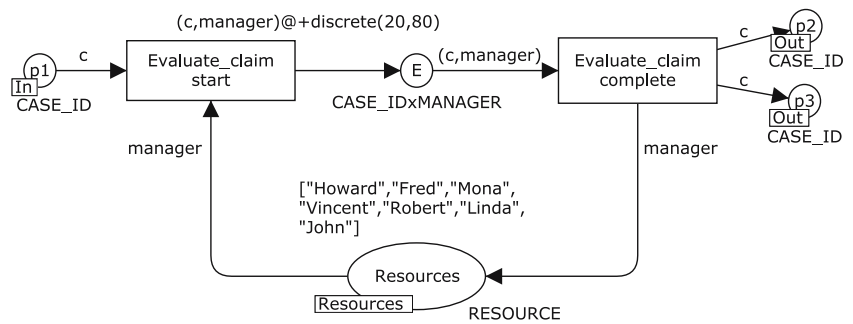 (c,manager)@+discrete(20,80)
p1
In
CASE_ID
c
Evaluate_claim
start
E
CASE_IDxMANAGER
(c,manager)
Evaluate_claim
complete
c
p2
Out
CASE_ID
c
p3
Out
CASE_ID
manager
manager
["Howard","Fred","Mona",
"Vincent","Robert","Linda",
"John"]
Resources
Resources
RESOURCE